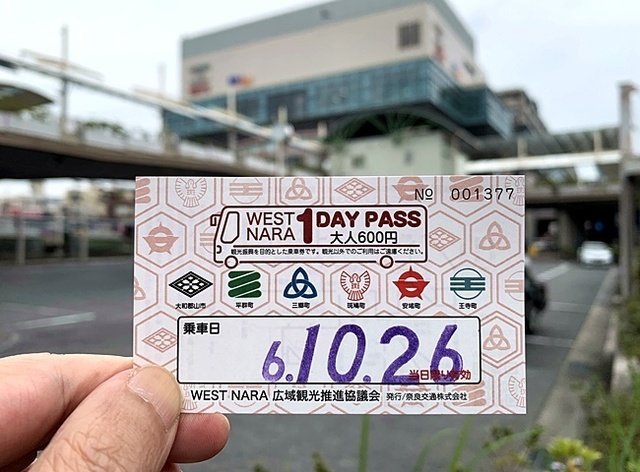 No 001377
WEST NARA 1 DAY PASS
大人600円
観光振興を目的とした乗車券です。観光以外でのご利用はご遠慮ください。
大和郡山市 平群町 三郷町 斑鳩町 安堵町 王寺町
乗車日
6.10.26
当日限り有効
WEST NARA 広域観光推進協議会 発行/奈良交通株式会社